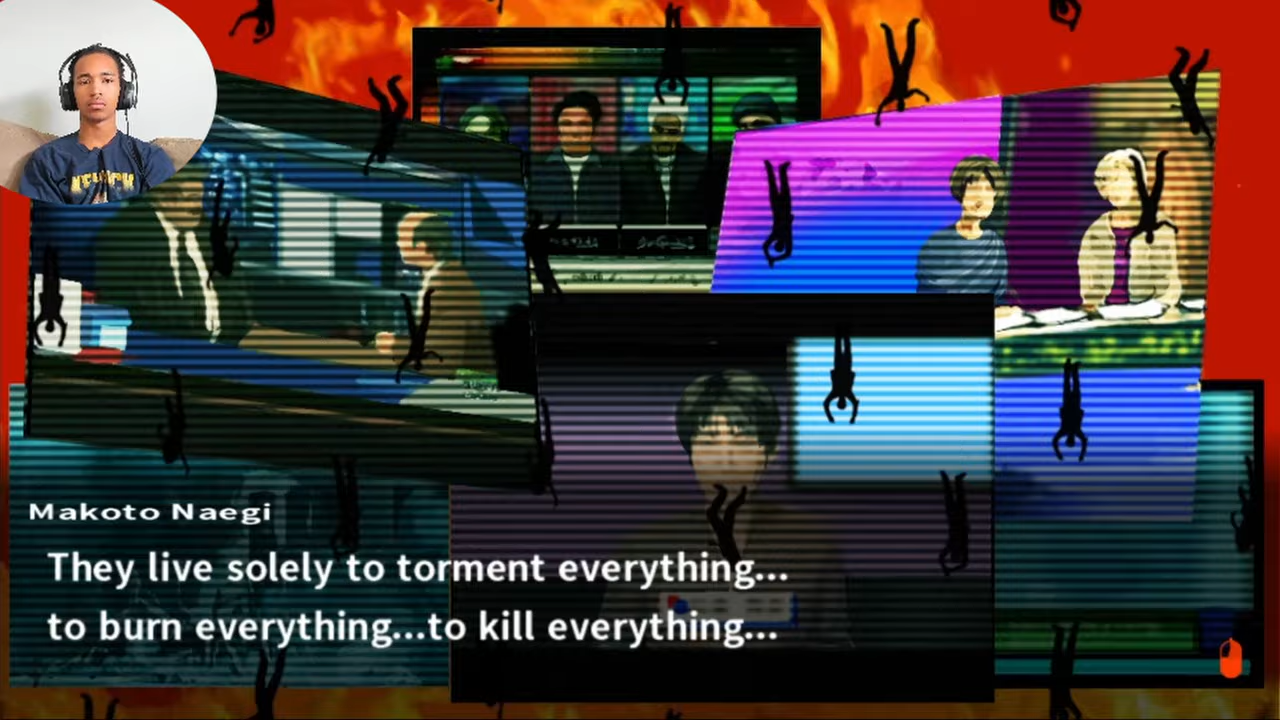 Makoto Naegi
They live solely to torment everything...
to burn everything...to kill everything...